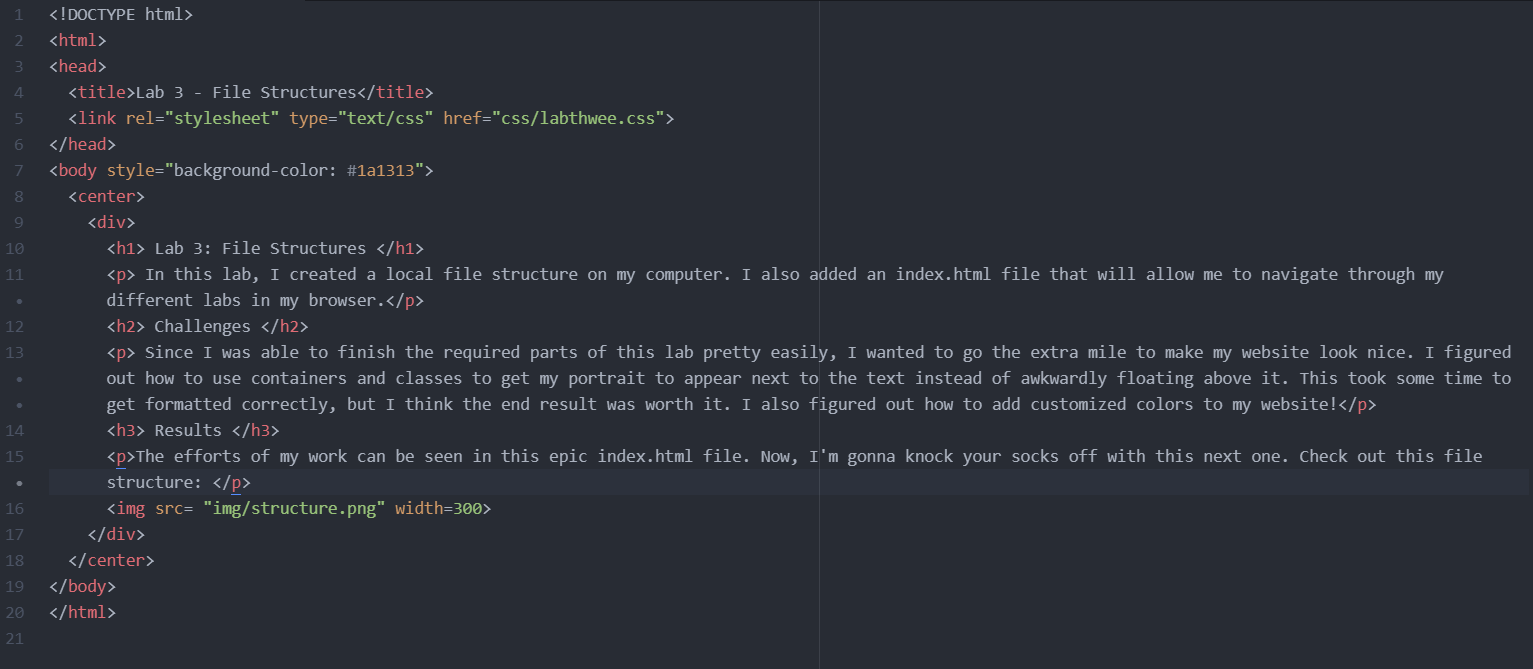 1 <!DOCTYPE html>
2 <html>
3 <head>
4   <title>Lab 3 - File Structures</title>
5   <link rel="stylesheet" type="text/css" href="css/labthwee.css">
6 </head>
7 <body style="background-color: #1a1313">
8   <center>
9     <div>
10       <h1> Lab 3: File Structures </h1>
11       <p> In this lab, I created a local file structure on my computer. I also added an index.html file that will allow me to navigate through my
•       different labs in my browser.</p>
12       <h2> Challenges </h2>
13       <p> Since I was able to finish the required parts of this lab pretty easily, I wanted to go the extra mile to make my website look nice. I figured
•       out how to use containers and classes to get my portrait to appear next to the text instead of awkwardly floating above it. This took some time to
•       get formatted correctly, but I think the end result was worth it. I also figured out how to add customized colors to my website!</p>
14       <h3> Results </h3>
15       <p>The efforts of my work can be seen in this epic index.html file. Now, I'm gonna knock your socks off with this next one. Check out this file
•       structure: </p>
16       <img src= "img/structure.png" width=300>
17     </div>
18   </center>
19 </body>
20 </html>
21